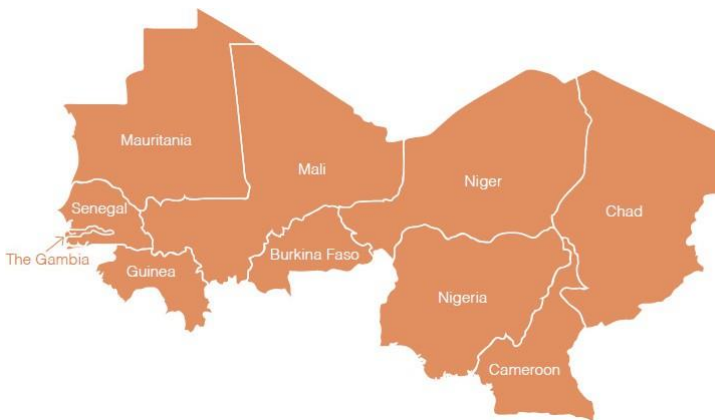 Mauritania
Mali
Niger
Chad
Senegal
The Gambia
Guinea
Burkina Faso
Nigeria
Cameroon